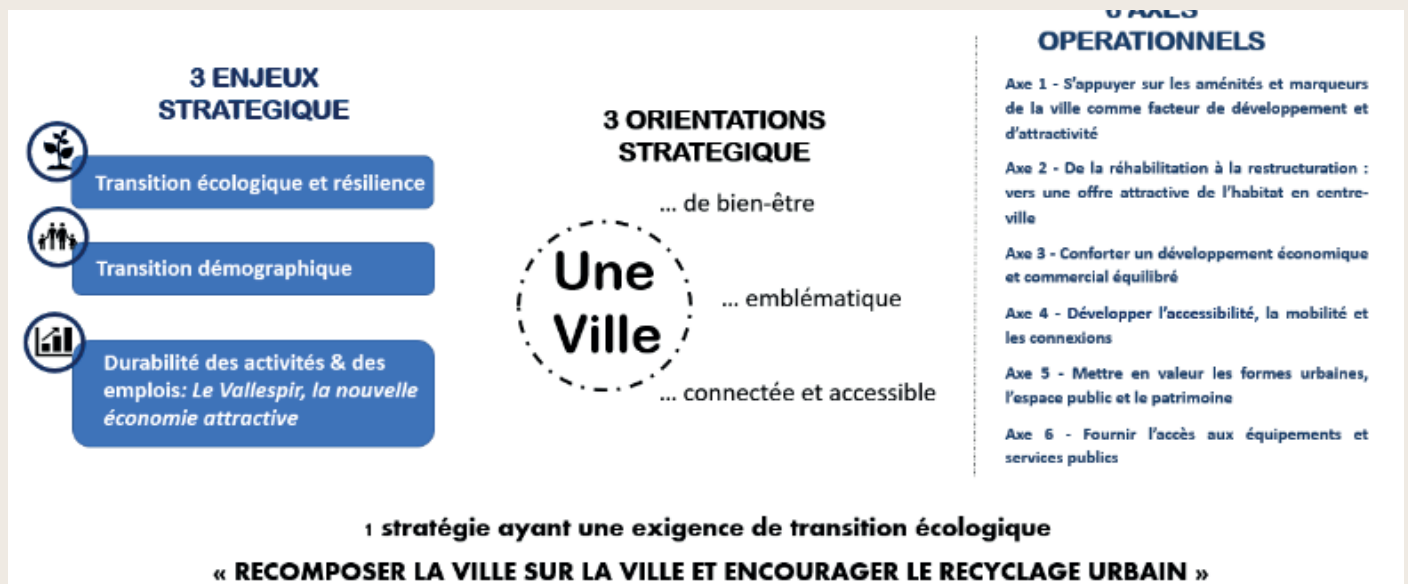 3 ENJEUX
STRATEGIQUE
Transition écologique et résilience
Transition démographique
Durabilité des activités & des
emplois: Le Vallespir, la nouvelle
économie attractive
3 ORIENTATIONS
STRATEGIQUE
Une
Ville
... de bien-être
... emblématique
... connectée et accessible
6 AXES
OPERATIONNELS
Axe 1 - S'appuyer sur les aménités et marqueurs
de la ville comme facteur de développement et
d'attractivité
Axe 2 - De la réhabilitation à la restructuration :
vers une offre attractive de l'habitat en centre-
ville
Axe 3 - Conforter un développement économique
et commercial équilibré
Axe 4 - Développer l'accessibilité, la mobilité et
les connexions
Axe 5 - Mettre en valeur les formes urbaines,
l'espace public et le patrimoine
Axe 6 - Fournir l'accès aux équipements et
services publics
1 stratégie ayant une exigence de transition écologique
« RECOMPOSER LA VILLE SUR LA VILLE ET ENCOURAGER LE RECYCLAGE URBAIN »